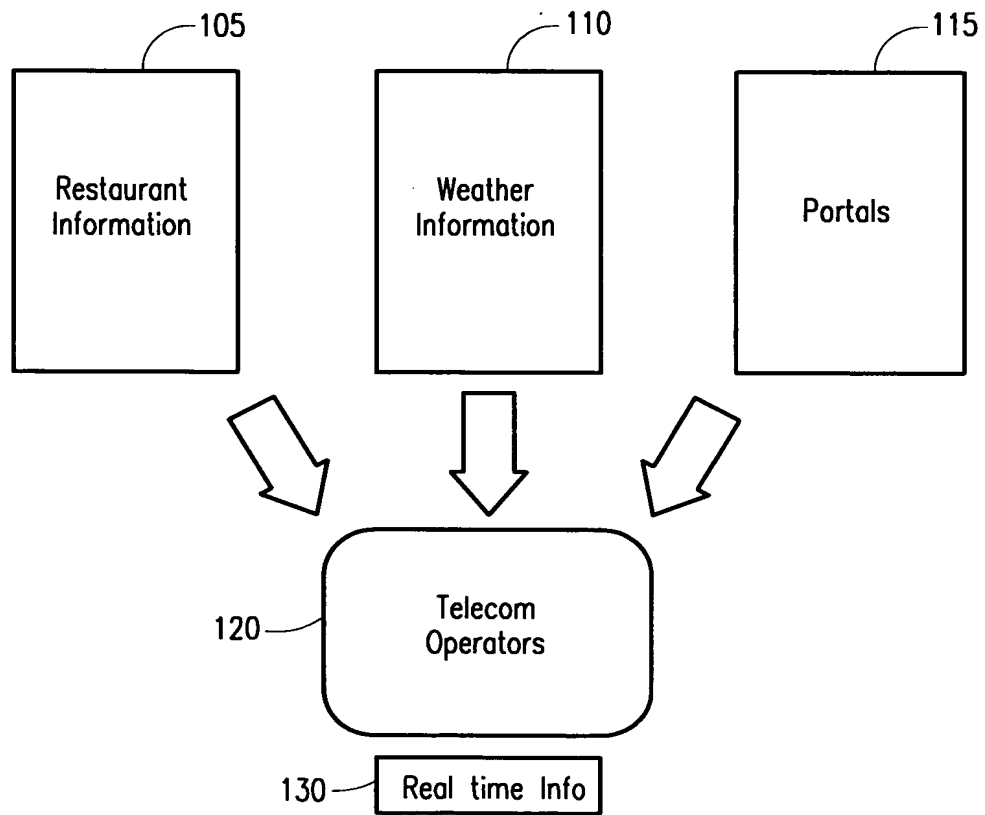 105
110
115
Restaurant
Information
Weather
Information
Portals
120
Telecom
Operators
130
Real time Info